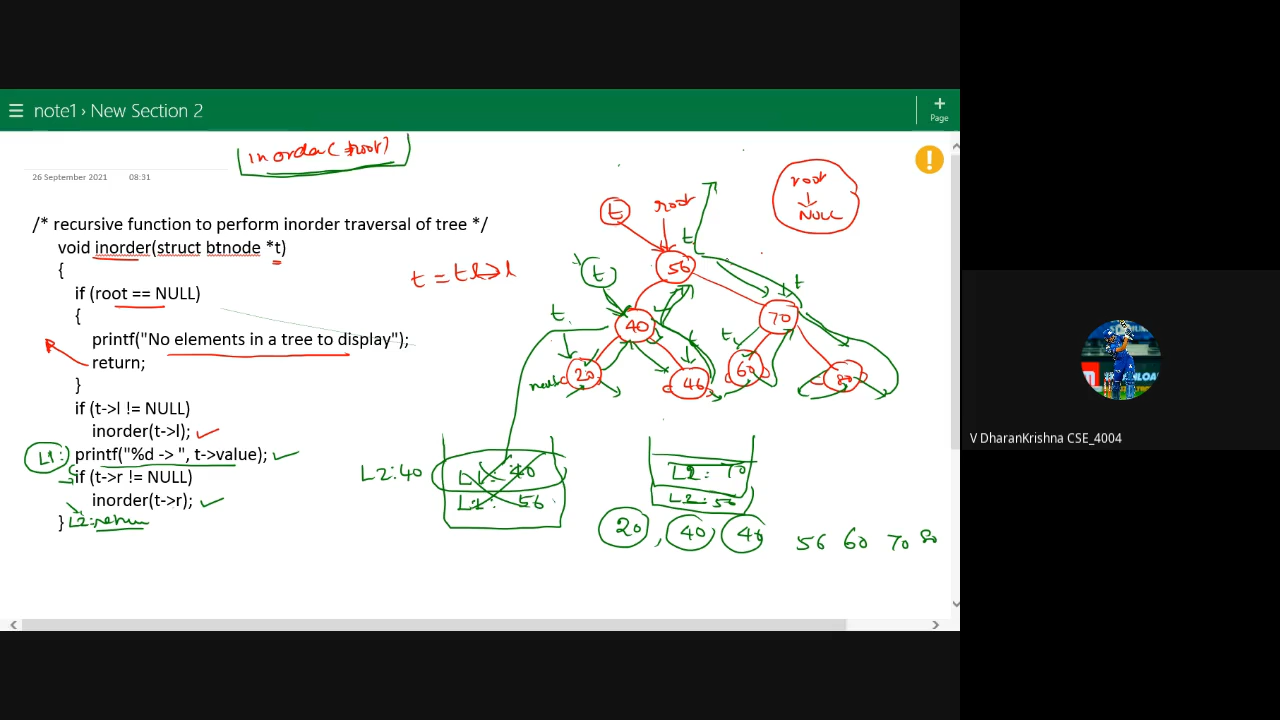 note1 › New Section 2
+
Page
inorder(root)
26 September 2021 08:31
!
/* recursive function to perform inorder traversal of tree */
void inorder(struct btnode *t)
{
if (root == NULL)
{
printf("No elements in a tree to display");
return;
}
if (t->l != NULL)
inorder(t->l);
L1: printf("%d -> ", t->value);
if (t->r != NULL)
inorder(t->r);
} L2: return
t = t->l
root
NULL
t
root
t
56
t
t
40
70
t
t
t
20
46
60
80
L2:40
L1: 40
L1: 56
L2: 70
L2: 56
20 , 40 46 56 60 70 80
V DharanKrishna CSE_4004